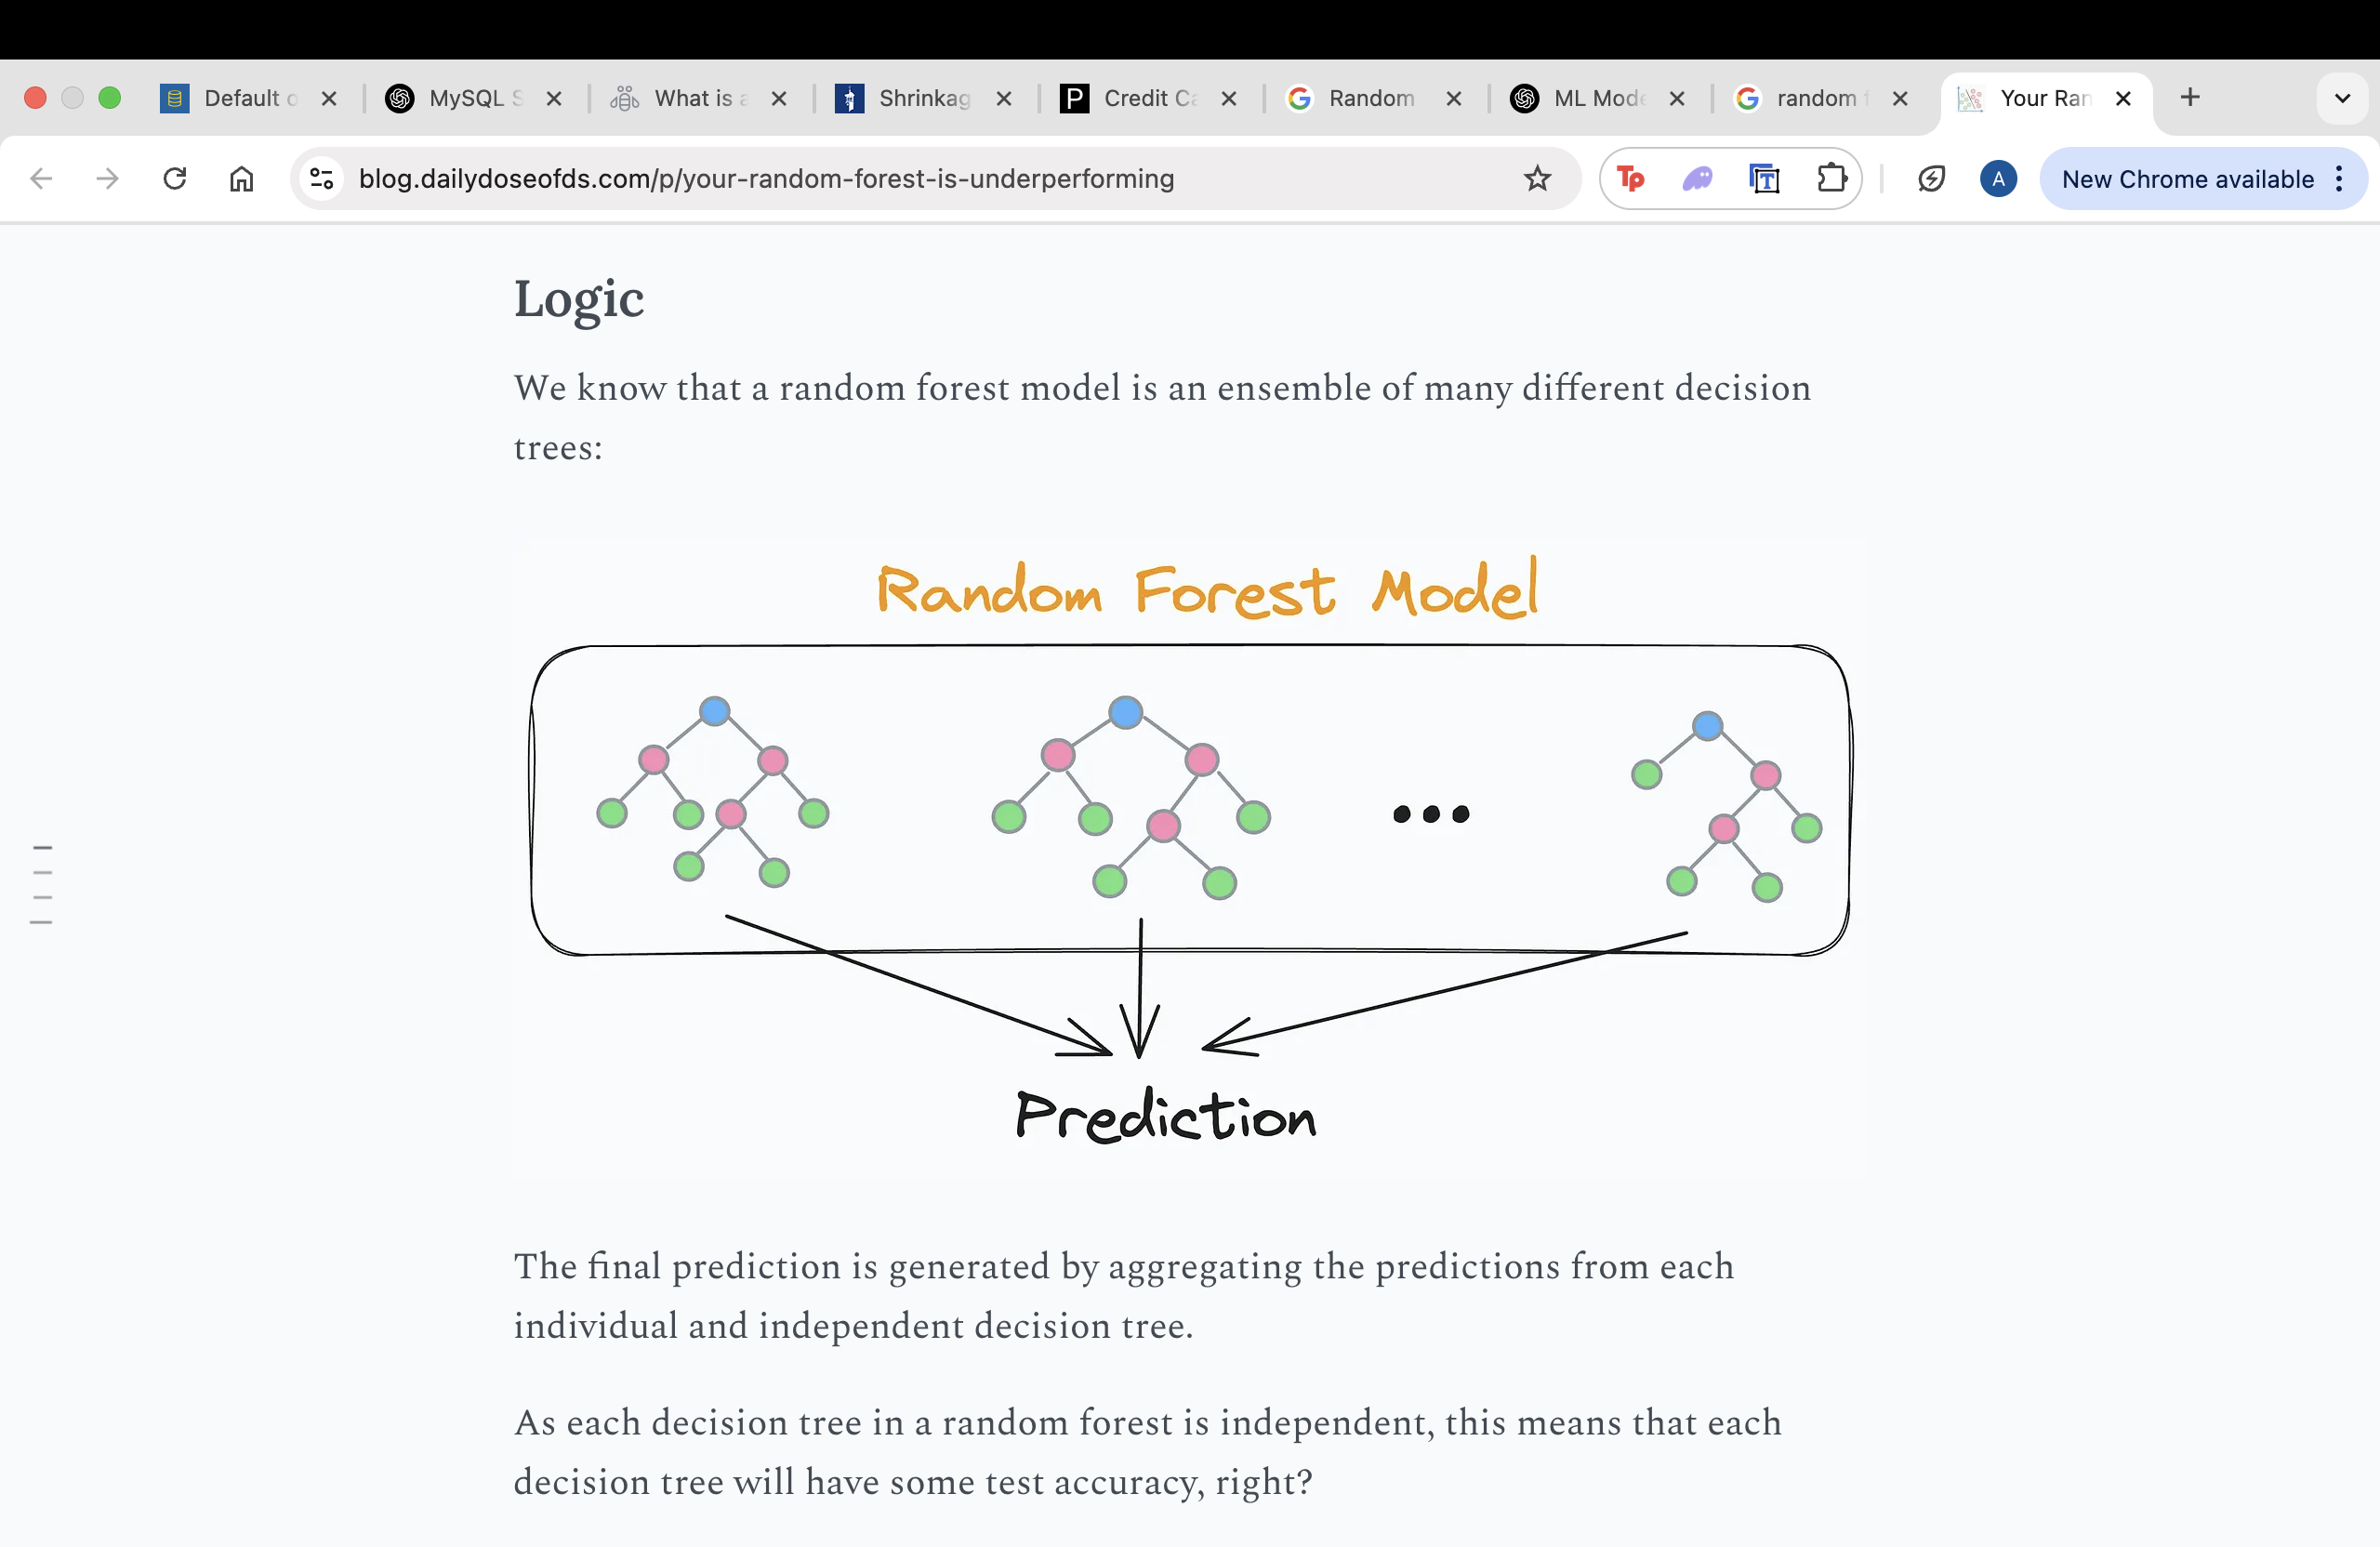 Default
MySQL S
What is a
Shrinkag
P
Credit Ca
Random
ML Mode
random f
Your Ran
blog.dailydoseofds.com/p/your-random-forest-is-underperforming
Tp
T
A
New Chrome available
Logic
We know that a random forest model is an ensemble of many different decision
trees:
Random Forest Model
Prediction
The final prediction is generated by aggregating the predictions from each
individual and independent decision tree.
As each decision tree in a random forest is independent, this means that each
decision tree will have some test accuracy, right?